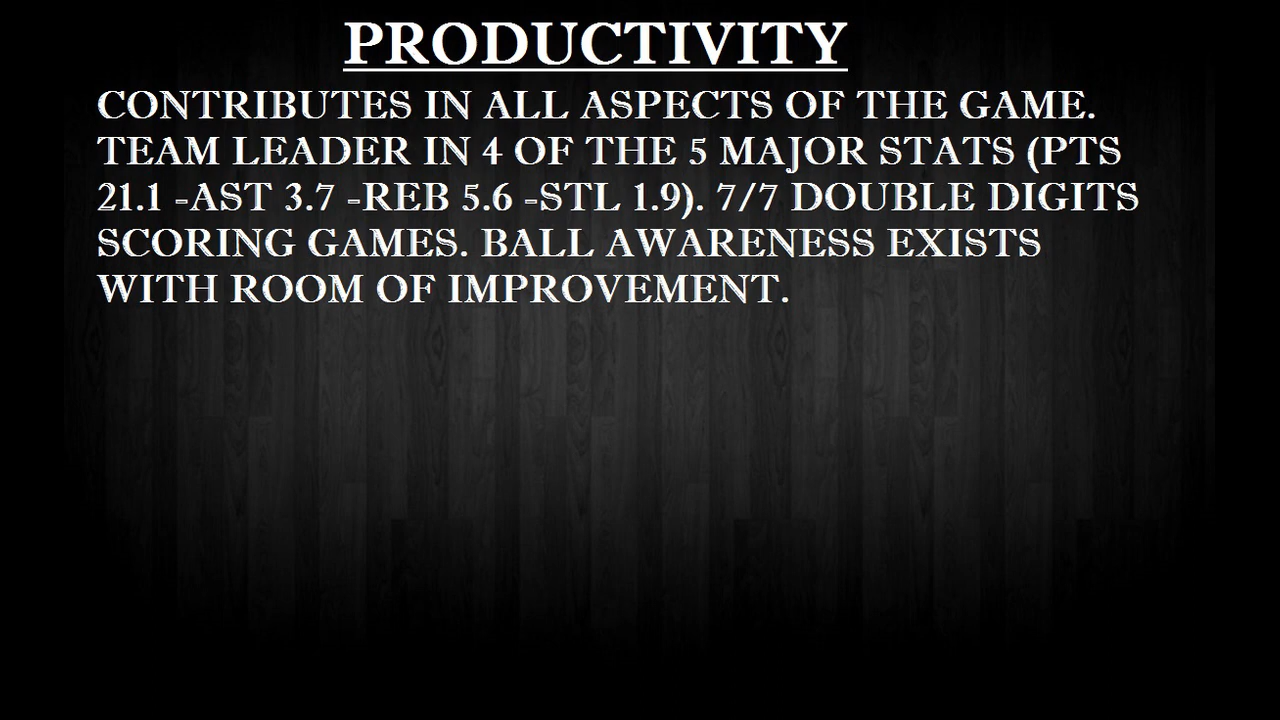 PRODUCTIVITY
CONTRIBUTES IN ALL ASPECTS OF THE GAME.
TEAM LEADER IN 4 OF THE 5 MAJOR STATS (PTS
21.1 -AST 3.7 -REB 5.6 -STL 1.9). 7/7 DOUBLE DIGITS
SCORING GAMES. BALL AWARENESS EXISTS
WITH ROOM OF IMPROVEMENT.